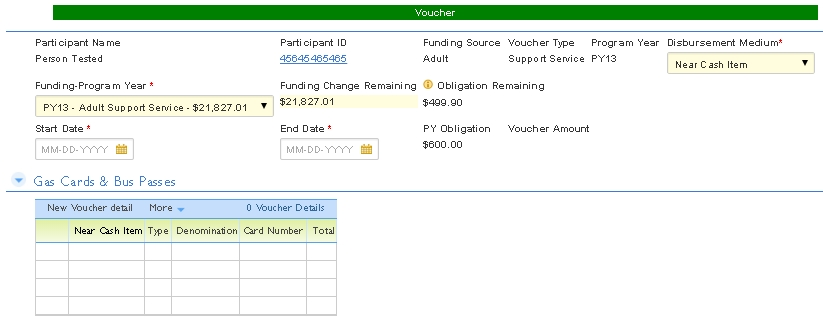 Voucher
Participant Name Participant ID Funding Source Voucher Type Program Year Disbursement Medium*
Person Tested 45645465465 Adult Support Service PY13 Near Cash Item
Funding-Program Year * Funding Change Remaining Obligation Remaining
PY13 - Adult Support Service - $21,827.01 $21,827.01 $499.90
Start Date * End Date * PY Obligation Voucher Amount
MM-DD-YYYY MM-DD-YYYY $600.00
Gas Cards & Bus Passes
New Voucher detail More 0 Voucher Details
Near Cash Item Type Denomination Card Number Total